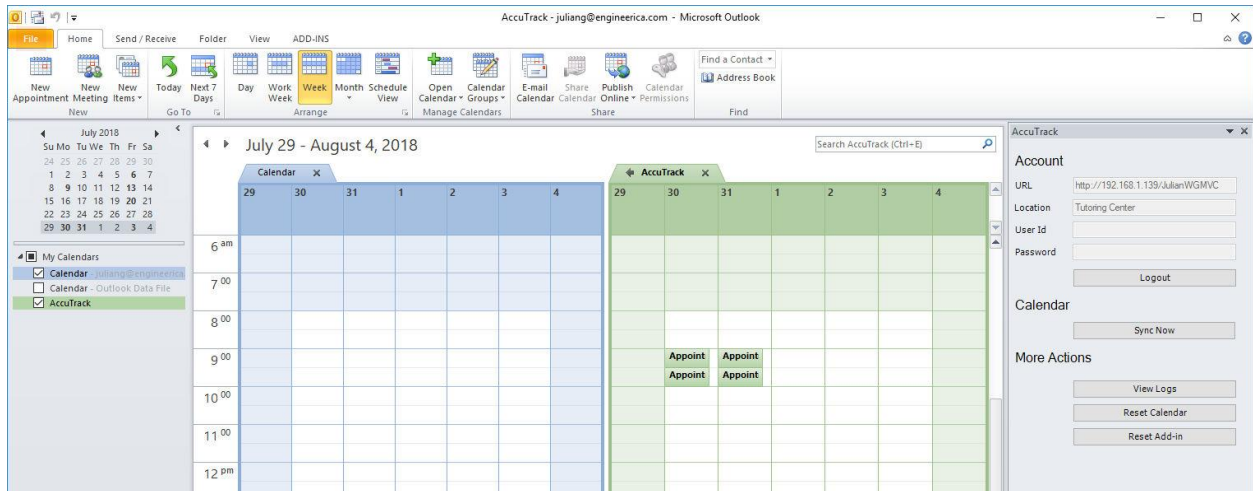 AccuTrack - juliang@engineerica.com - Microsoft Outlook
File Home Send / Receive Folder View ADD-INS
New Appointment
New Meeting
New Items
Today
Next 7 Days
Day
Work Week
Week
Month
Schedule View
Open Calendar
Calendar Groups
E-mail Calendar
Share Calendar
Publish Online
Calendar Permissions
Find a Contact
Address Book
New Go To Arrange Manage Calendars Share Find
July 2018
Su Mo Tu We Th Fr Sa
24 25 26 27 28 29 30
1 2 3 4 5 6 7
8 9 10 11 12 13 14
15 16 17 18 19 20 21
22 23 24 25 26 27 28
29 30 31 1 2 3 4
My Calendars
Calendar - juliang@engineerica
Calendar - Outlook Data File
AccuTrack
July 29 - August 4, 2018
Search AccuTrack (Ctrl+E)
Calendar
29 30 31 1 2 3 4
AccuTrack
29 30 31 1 2 3 4
6 am
7 00
8 00
9 00
10 00
11 00
12 pm
Appoint Appoint
Appoint Appoint
AccuTrack
Account
URL http://192.168.1.139/JulianWGMVC
Location Tutoring Center
User Id
Password
Logout
Calendar
Sync Now
More Actions
View Logs
Reset Calendar
Reset Add-in